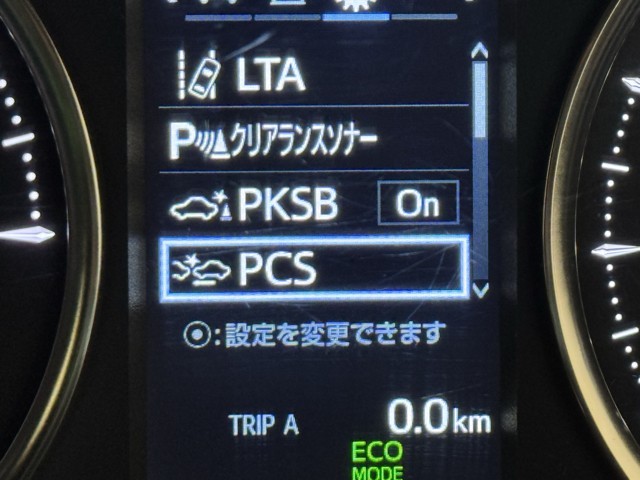 LTA
Pクリアランスソナー
PKSB On
PCS
:設定を変更できます
TRIP A 0.0km
ECO
MODE